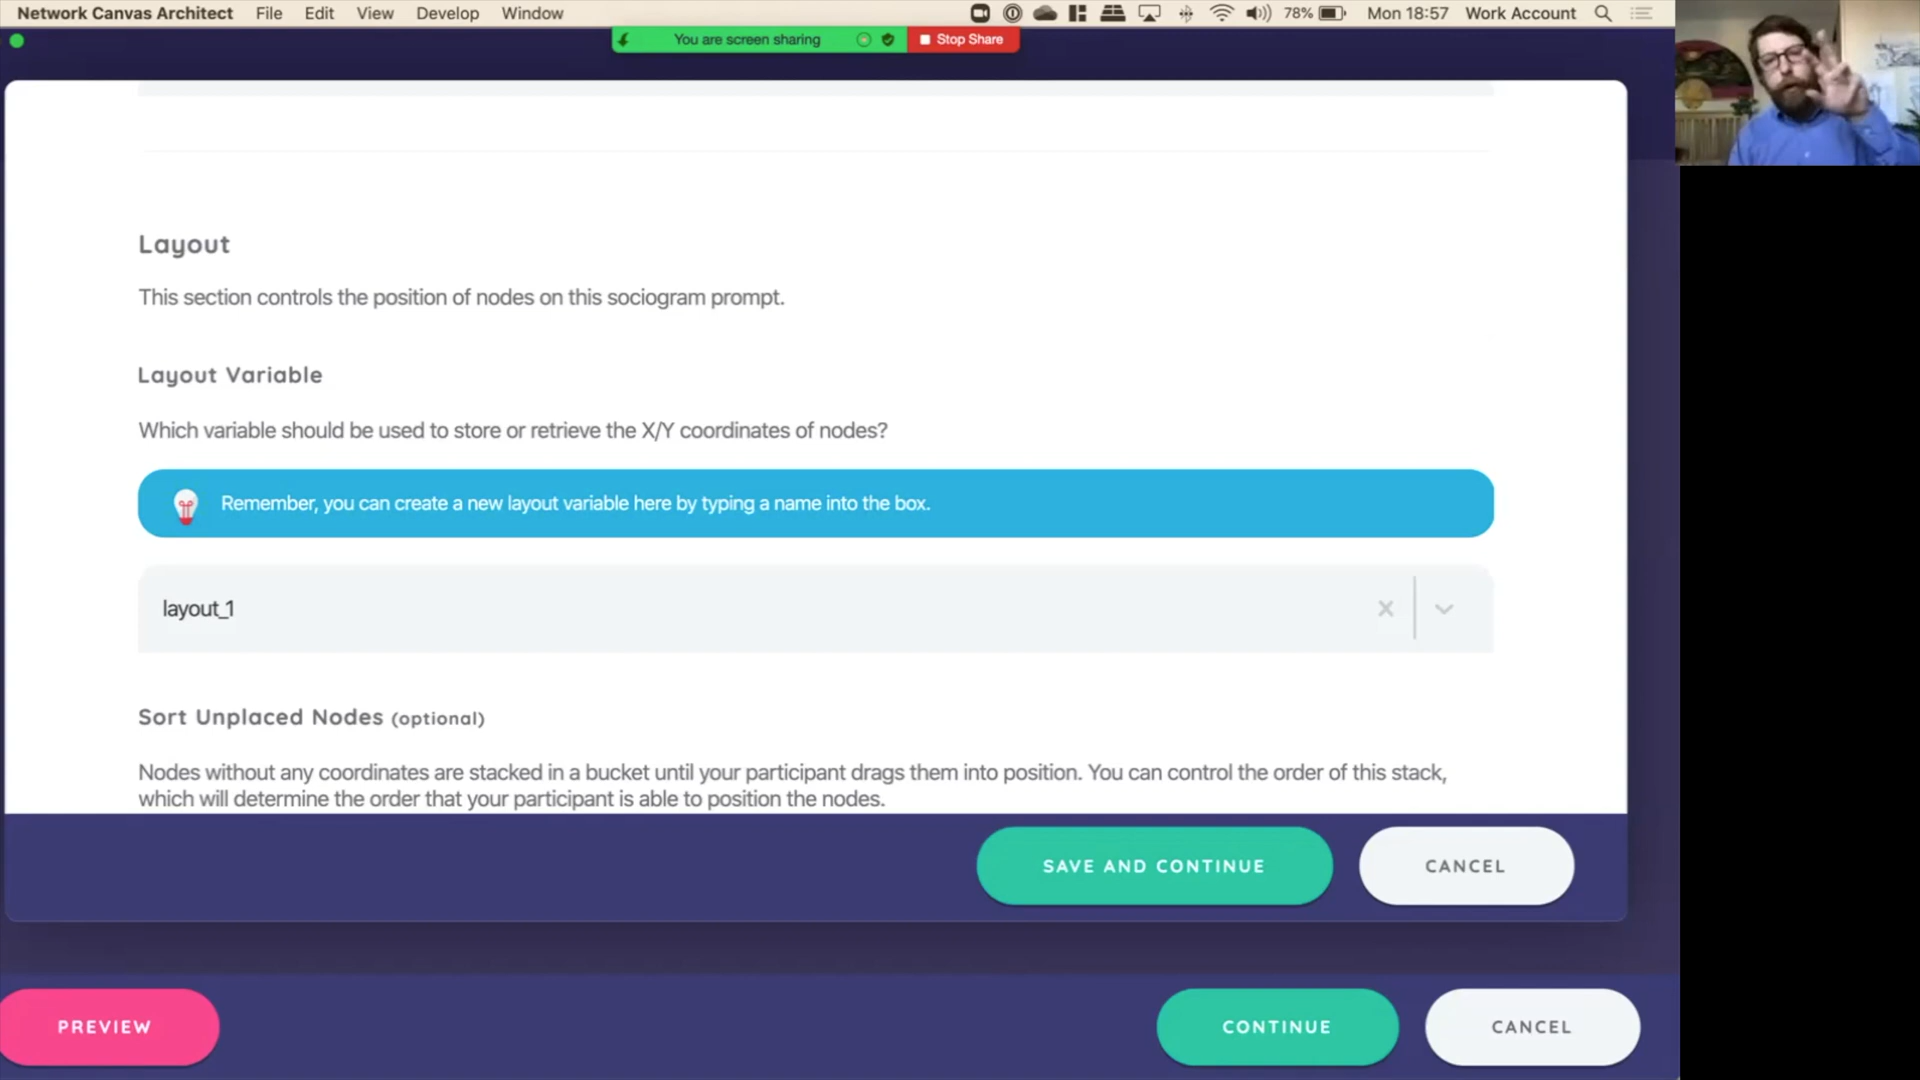 Network Canvas Architect File Edit View Develop Window 78% Mon 18:57 Work Account
You are screen sharing Stop Share
Layout
This section controls the position of nodes on this sociogram prompt.
Layout Variable
Which variable should be used to store or retrieve the X/Y coordinates of nodes?
Remember, you can create a new layout variable here by typing a name into the box.
layout_1
Sort Unplaced Nodes (optional)
Nodes without any coordinates are stacked in a bucket until your participant drags them into position. You can control the order of this stack,
which will determine the order that your participant is able to position the nodes.
SAVE AND CONTINUE CANCEL
PREVIEW CONTINUE CANCEL